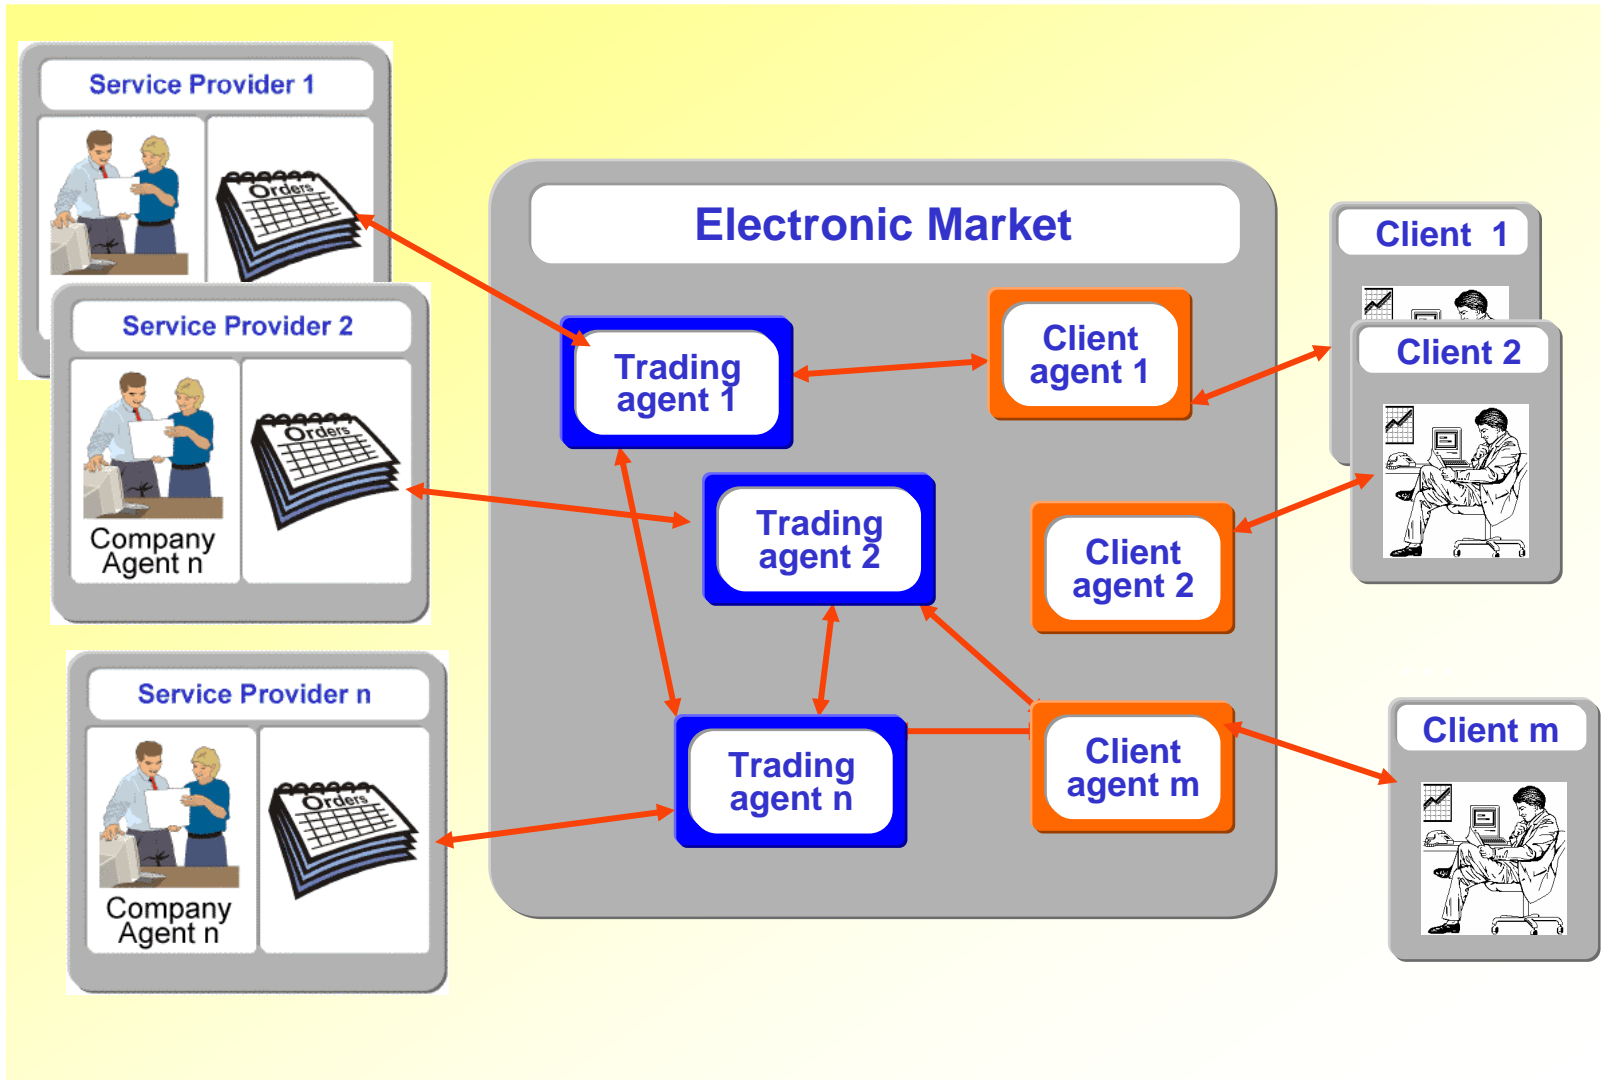 Service Provider 1
Orders
Service Provider 2
Orders
Company
Agent n
Service Provider n
Orders
Company
Agent n
Electronic Market
Trading
agent 1
Client
agent 1
Trading
agent 2
Client
agent 2
Trading
agent n
Client
agent m
Client 1
Client 2
Client m